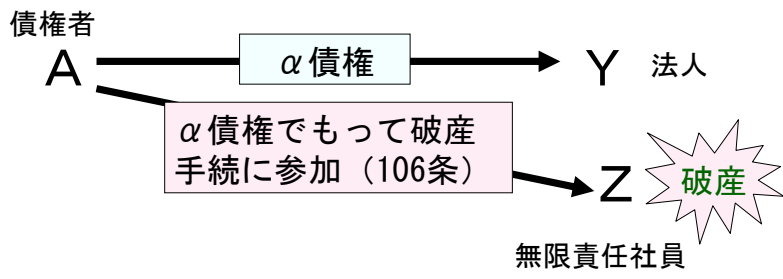 債権者
A
α債権
Y 法人
α債権でもって破産
手続に参加(106条)
Z
破産
無限責任社員